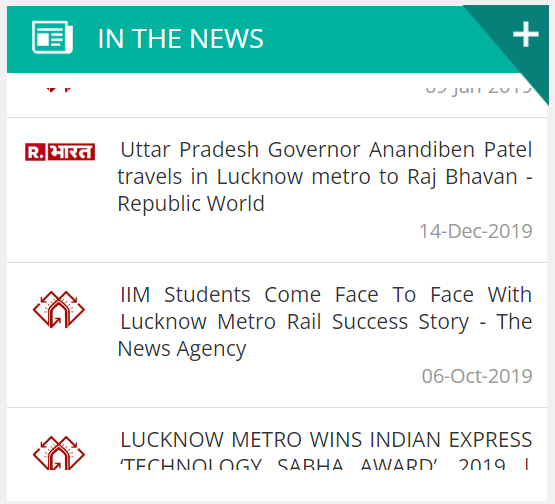 IN THE NEWS
09 Jan 2019
R. भारत
Uttar Pradesh Governor Anandiben Patel
travels in Lucknow metro to Raj Bhavan -
Republic World
14-Dec-2019
IIM Students Come Face To Face With
Lucknow Metro Rail Success Story - The
News Agency
06-Oct-2019
LUCKNOW METRO WINS INDIAN EXPRESS
‘TECHNOLOGY SABHA AWARD’, 2019 |